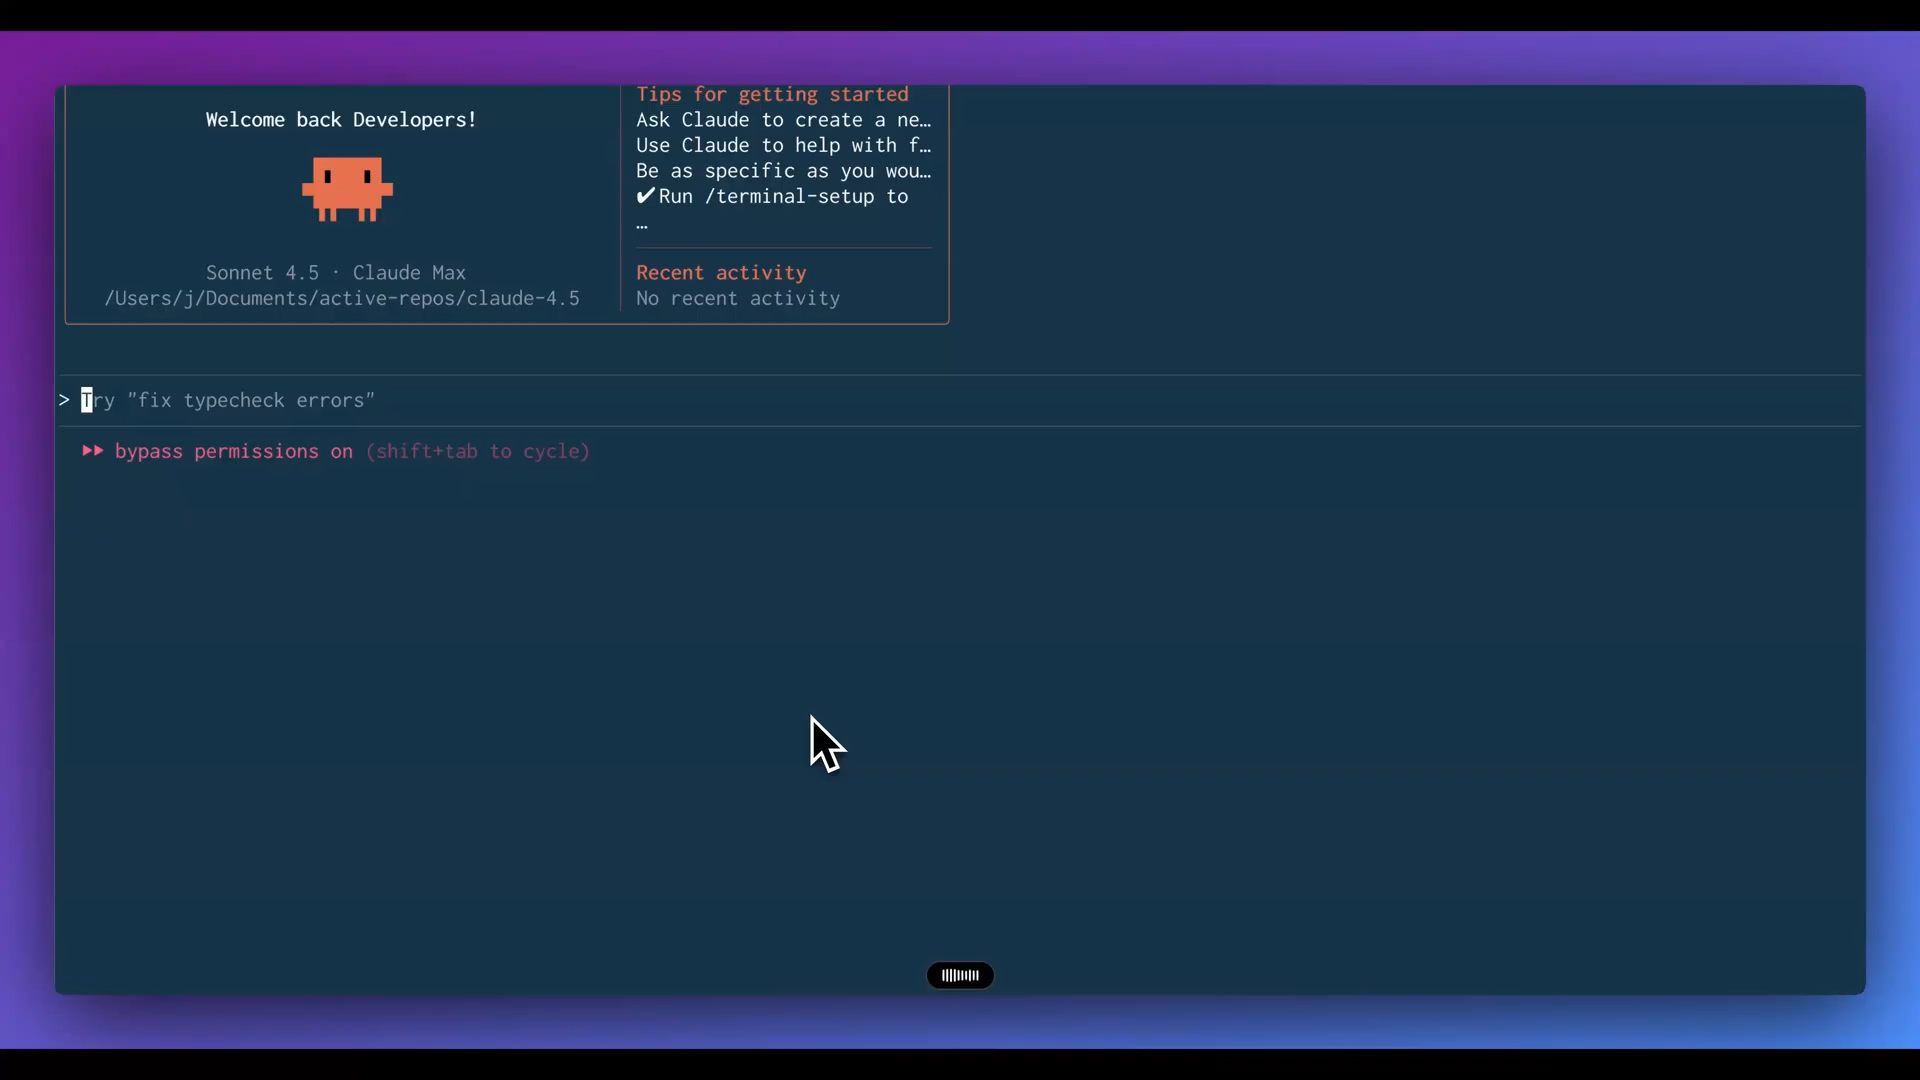 Welcome back Developers!
Sonnet 4.5 · Claude Max
/Users/j/Documents/active-repos/claude-4.5
Tips for getting started
Ask Claude to create a ne…
Use Claude to help with f…
Be as specific as you wou…
✔Run /terminal-setup to
…
Recent activity
No recent activity
> Try "fix typecheck errors"
▸▸ bypass permissions on (shift+tab to cycle)